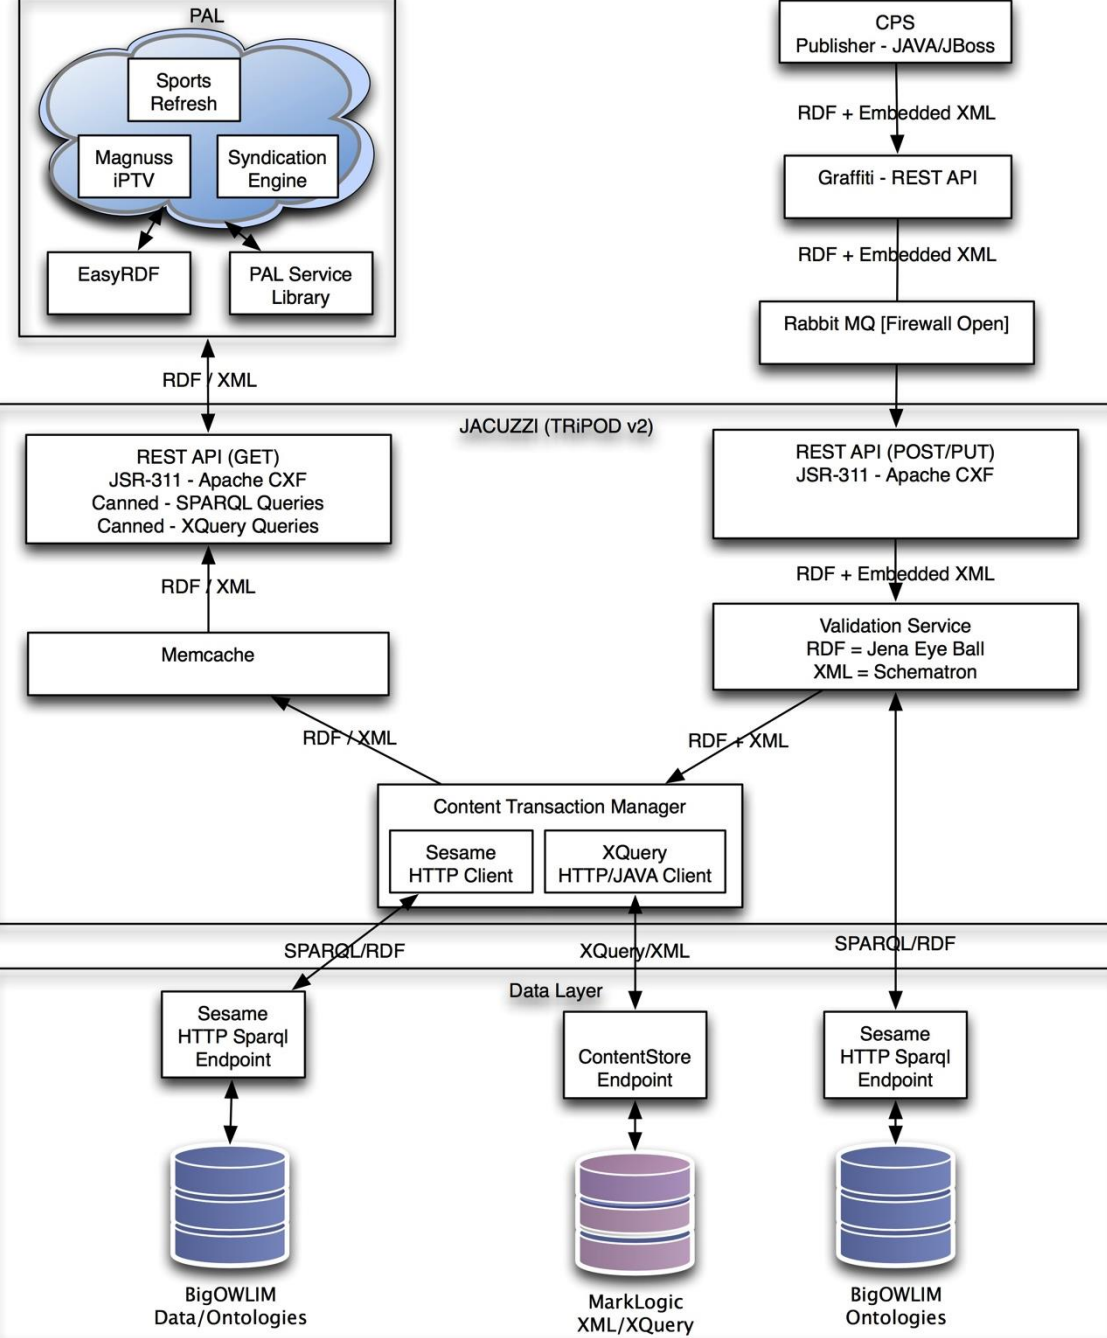 PAL
Sports
Refresh
Magnuss
iPTV
Syndication
Engine
EasyRDF
PAL Service
Library
RDF / XML
CPS
Publisher - JAVA/JBoss
RDF + Embedded XML
Graffiti - REST API
RDF + Embedded XML
Rabbit MQ [Firewall Open]
JACUZZI (TRiPOD v2)
REST API (GET)
JSR-311 - Apache CXF
Canned - SPARQL Queries
Canned - XQuery Queries
RDF / XML
Memcache
RDF / XML
REST API (POST/PUT)
JSR-311 - Apache CXF
RDF + Embedded XML
Validation Service
RDF = Jena Eye Ball
XML = Schematron
RDF + XML
Content Transaction Manager
Sesame
HTTP Client
XQuery
HTTP/JAVA Client
SPARQL/RDF
XQuery/XML
SPARQL/RDF
Data Layer
Sesame
HTTP Sparql
Endpoint
ContentStore
Endpoint
Sesame
HTTP Sparql
Endpoint
BigOWLIM
Data/Ontologies
MarkLogic
XML/XQuery
BigOWLIM
Ontologies